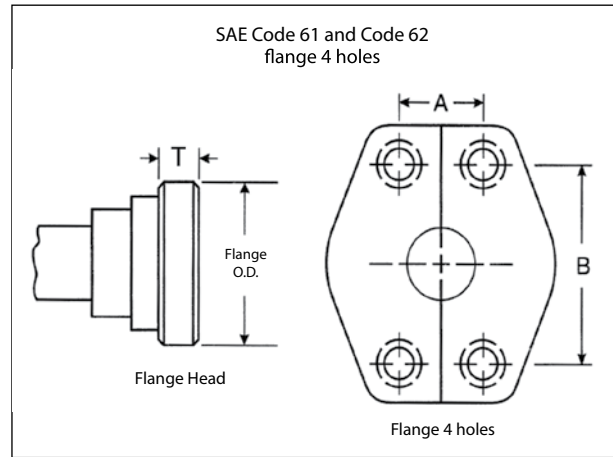 SAE Code 61 and Code 62
flange 4 holes
A
T
Flange
O.D.
B
Flange Head
Flange 4 holes